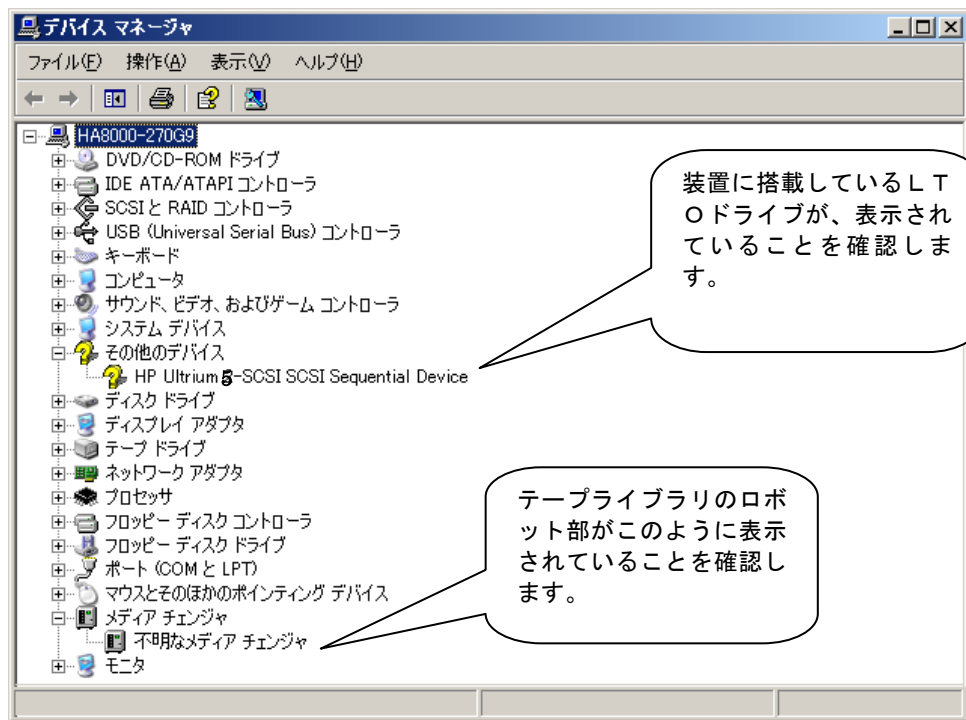 デバイス マネージャ
ファイル(F) 操作(A) 表示(V) ヘルプ(H)
HA8000-270G9
DVD/CD-ROM ドライブ
IDE ATA/ATAPI コントローラ
SCSI と RAID コントローラ
USB (Universal Serial Bus) コントローラ
キーボード
コンピュータ
サウンド、ビデオ、およびゲーム コントローラ
システム デバイス
その他のデバイス
HP Ultrium 5-SCSI SCSI Sequential Device
ディスク ドライブ
ディスプレイ アダプタ
テープ ドライブ
ネットワーク アダプタ
プロセッサ
フロッピー ディスク コントローラ
フロッピー ディスク ドライブ
ポート (COM と LPT)
マウスとそのほかのポインティング デバイス
メディア チェンジャ
不明なメディア チェンジャ
モニタ
装置に搭載しているＬＴ
Ｏドライブが、表示され
ていることを確認しま
す。
テープライブラリのロボ
ット部がこのように表示
されていることを確認し
ます。